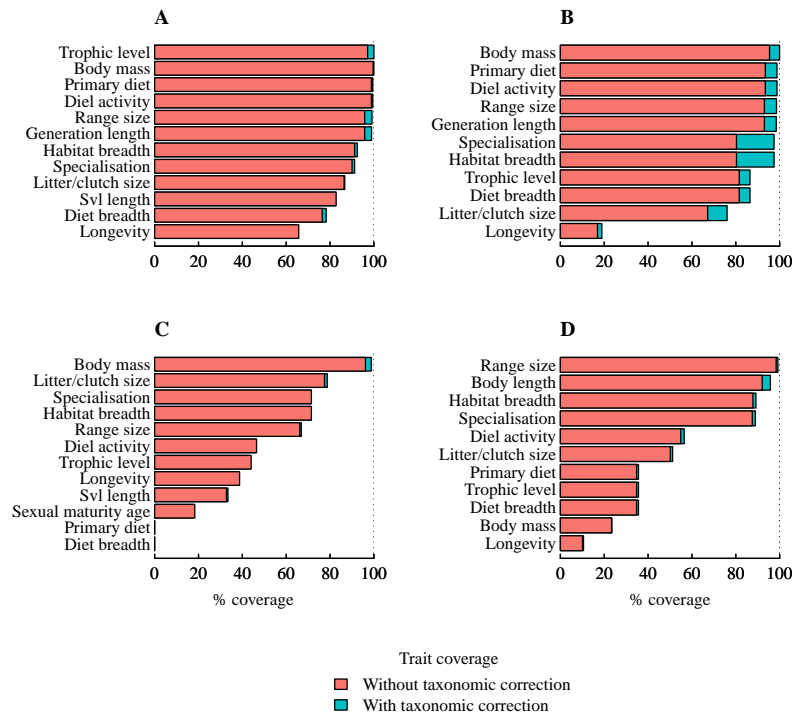 A
Trophic level
Body mass
Primary diet
Diel activity
Range size
Generation length
Habitat breadth
Specialisation
Litter/clutch size
Svl length
Diet breadth
Longevity
0 20 40 60 80 100
B
Body mass
Primary diet
Diel activity
Range size
Generation length
Specialisation
Habitat breadth
Trophic level
Diet breadth
Litter/clutch size
Longevity
0 20 40 60 80 100
C
Body mass
Litter/clutch size
Specialisation
Habitat breadth
Range size
Diel activity
Trophic level
Longevity
Svl length
Sexual maturity age
Primary diet
Diet breadth
0 20 40 60 80 100
% coverage
D
Range size
Body length
Habitat breadth
Specialisation
Diel activity
Litter/clutch size
Primary diet
Trophic level
Diet breadth
Body mass
Longevity
0 20 40 60 80 100
% coverage
Trait coverage
Without taxonomic correction
With taxonomic correction